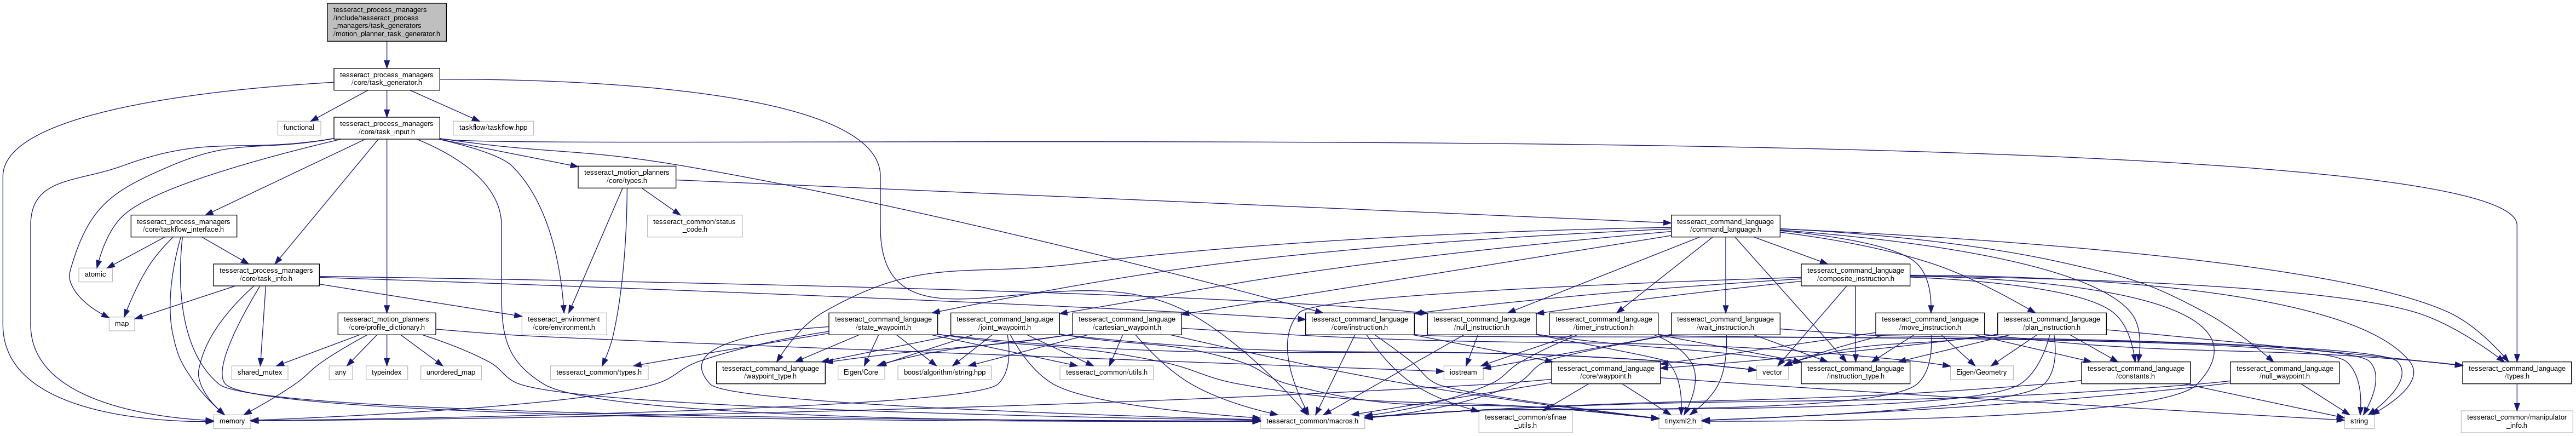 tesseract_process_managers
/include/tesseract_process
_managers/task_generators
/motion_planner_task_generator.h
tesseract_process_managers
/core/task_generator.h
functional
tesseract_process_managers
/core/task_input.h
taskflow/taskflow.hpp
tesseract_motion_planners
/core/types.h
tesseract_process_managers
/core/taskflow_interface.h
tesseract_common/status
_code.h
tesseract_command_language
/command_language.h
atomic
tesseract_process_managers
/core/task_info.h
tesseract_command_language
/composite_instruction.h
map
tesseract_motion_planners
/core/profile_dictionary.h
tesseract_environment
/core/environment.h
tesseract_command_language
/state_waypoint.h
tesseract_command_language
/joint_waypoint.h
tesseract_command_language
/cartesian_waypoint.h
tesseract_command_language
/core/instruction.h
tesseract_command_language
/null_instruction.h
tesseract_command_language
/timer_instruction.h
tesseract_command_language
/wait_instruction.h
tesseract_command_language
/move_instruction.h
tesseract_command_language
/plan_instruction.h
shared_mutex
any
typeindex
unordered_map
tesseract_common/types.h
tesseract_command_language
/waypoint_type.h
Eigen/Core
boost/algorithm/string.hpp
tesseract_common/utils.h
iostream
tesseract_command_language
/core/waypoint.h
vector
tesseract_command_language
/instruction_type.h
Eigen/Geometry
tesseract_command_language
/constants.h
tesseract_command_language
/null_waypoint.h
tesseract_command_language
/types.h
memory
tesseract_common/macros.h
tesseract_common/sfinae
_utils.h
tinyxml2.h
string
tesseract_common/manipulator
_info.h